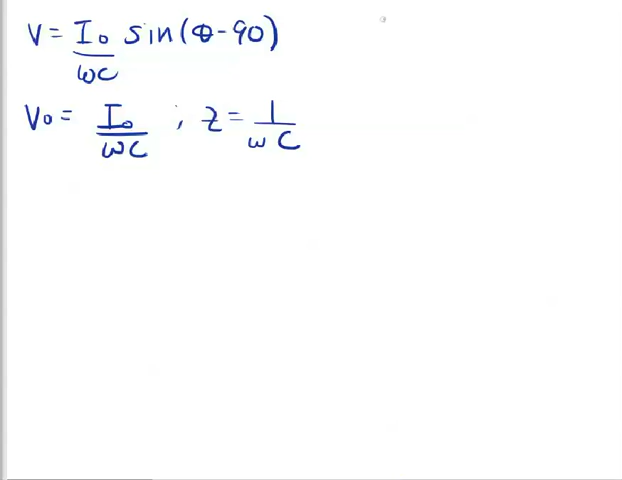 V = I₀/ωC sin(θ-90)
V₀ = I₀/ωC ; Z = 1/ωC